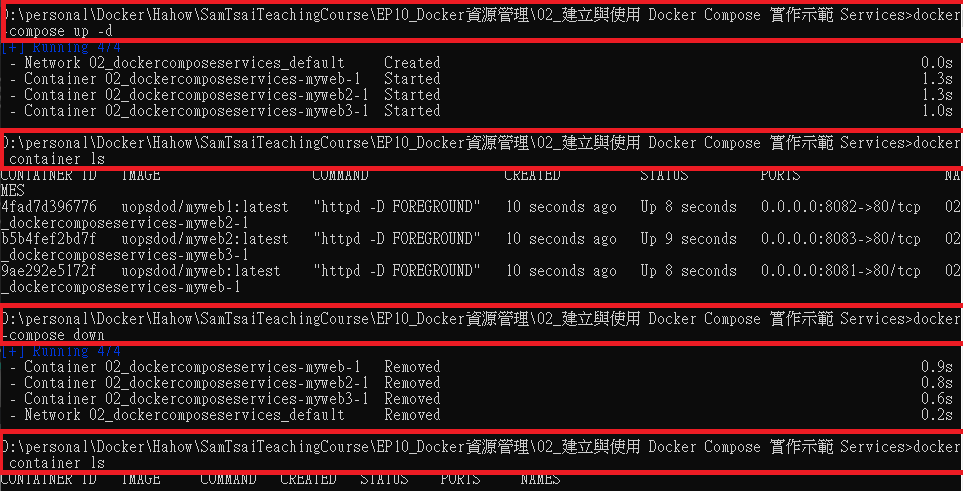 D:\personal\Docker\Hahow\SamTsaiTeachingCourse\EP10_Docker資源管理\02_建立與使用 Docker Compose 實作示範 Services>docker
-compose up -d
[+] Running 4/4
- Network 02_dockercomposeservices_default Created 0.0s
- Container 02_dockercomposeservices-myweb-1 Started 1.3s
- Container 02_dockercomposeservices-myweb2-1 Started 1.3s
- Container 02_dockercomposeservices-myweb3-1 Started 1.0s
D:\personal\Docker\Hahow\SamTsaiTeachingCourse\EP10_Docker資源管理\02_建立與使用 Docker Compose 實作示範 Services>docker
container ls
CONTAINER ID IMAGE COMMAND CREATED STATUS PORTS NA
MES
4fad7d396776 uopsdod/myweb1:latest "httpd -D FOREGROUND" 10 seconds ago Up 8 seconds 0.0.0.0:8082->80/tcp 02
_dockercomposeservices-myweb2-1
b5b4fef2bd7f uopsdod/myweb2:latest "httpd -D FOREGROUND" 10 seconds ago Up 9 seconds 0.0.0.0:8083->80/tcp 02
_dockercomposeservices-myweb3-1
9ae292e5172f uopsdod/myweb:latest "httpd -D FOREGROUND" 10 seconds ago Up 8 seconds 0.0.0.0:8081->80/tcp 02
_dockercomposeservices-myweb-1
D:\personal\Docker\Hahow\SamTsaiTeachingCourse\EP10_Docker資源管理\02_建立與使用 Docker Compose 實作示範 Services>docker
-compose down
[+] Running 4/4
- Container 02_dockercomposeservices-myweb-1 Removed 0.9s
- Container 02_dockercomposeservices-myweb2-1 Removed 0.8s
- Container 02_dockercomposeservices-myweb3-1 Removed 0.6s
- Network 02_dockercomposeservices_default Removed 0.2s
D:\personal\Docker\Hahow\SamTsaiTeachingCourse\EP10_Docker資源管理\02_建立與使用 Docker Compose 實作示範 Services>docker
container ls
CONTAINER ID IMAGE COMMAND CREATED STATUS PORTS NAMES